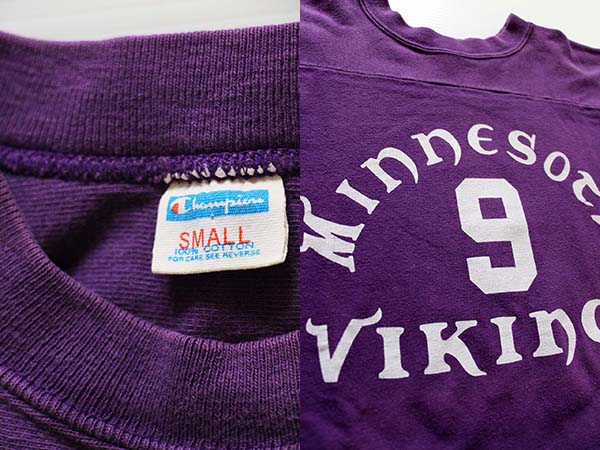 Champion
SMALL
100% COTTON
FOR CARE SEE REVERSE
MINNESOT
9
VIKING